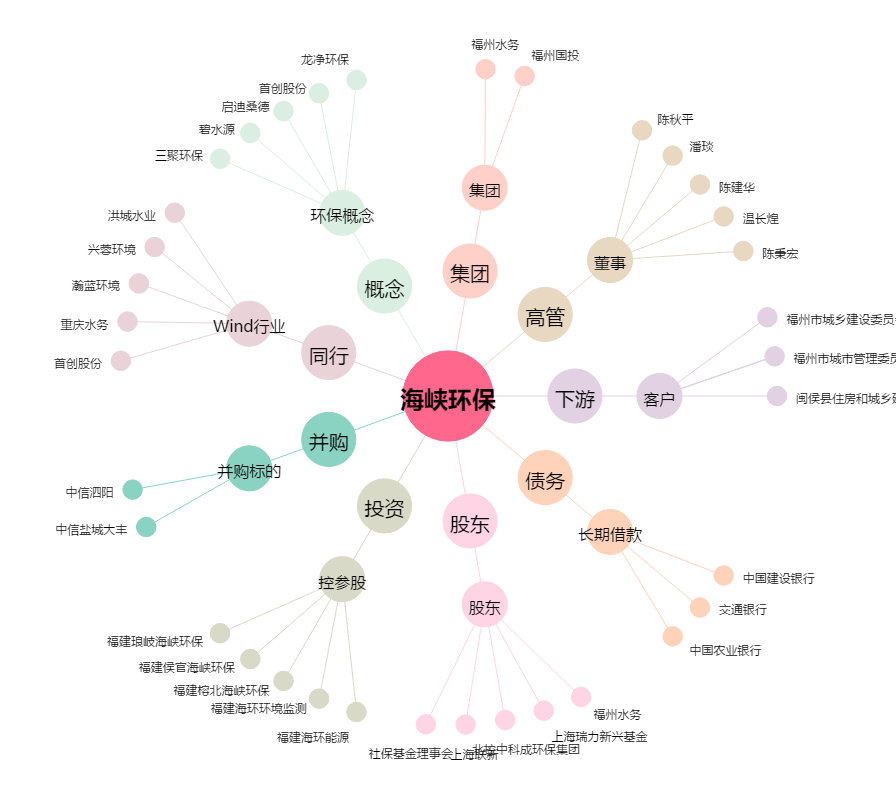 福州水务
福州国投
集团
集团
龙净环保
首创股份
启迪桑德
碧水源
三聚环保
环保概念
概念
陈秋平
潘琰
陈建华
温长煌
陈秉宏
董事
高管
洪城水业
兴蓉环境
瀚蓝环境
重庆水务
首创股份
Wind行业
同行
海峡环保
下游
客户
福州市城乡建设委员
福州市城市管理委员
闽侯县住房和城乡建
并购
并购标的
中信泗阳
中信盐城大丰
投资
控参股
福建琅岐海峡环保
福建侯官海峡环保
福建榕北海峡环保
福建海环环境监测
福建海环能源
股东
股东
社保基金理事会
上海联新
北控中科成环保集团
上海瑞力新兴基金
福州水务
债务
长期借款
中国建设银行
交通银行
中国农业银行